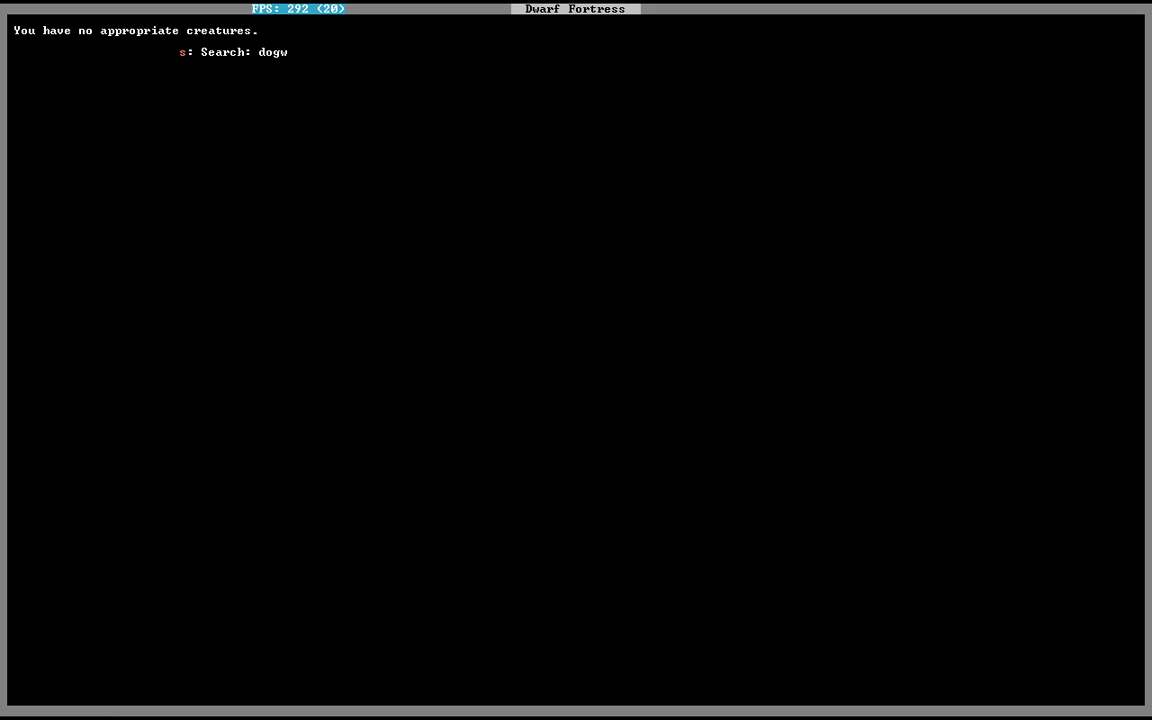 FPS: 292 (20)
Dwarf Fortress
You have no appropriate creatures.
s: Search: dogw